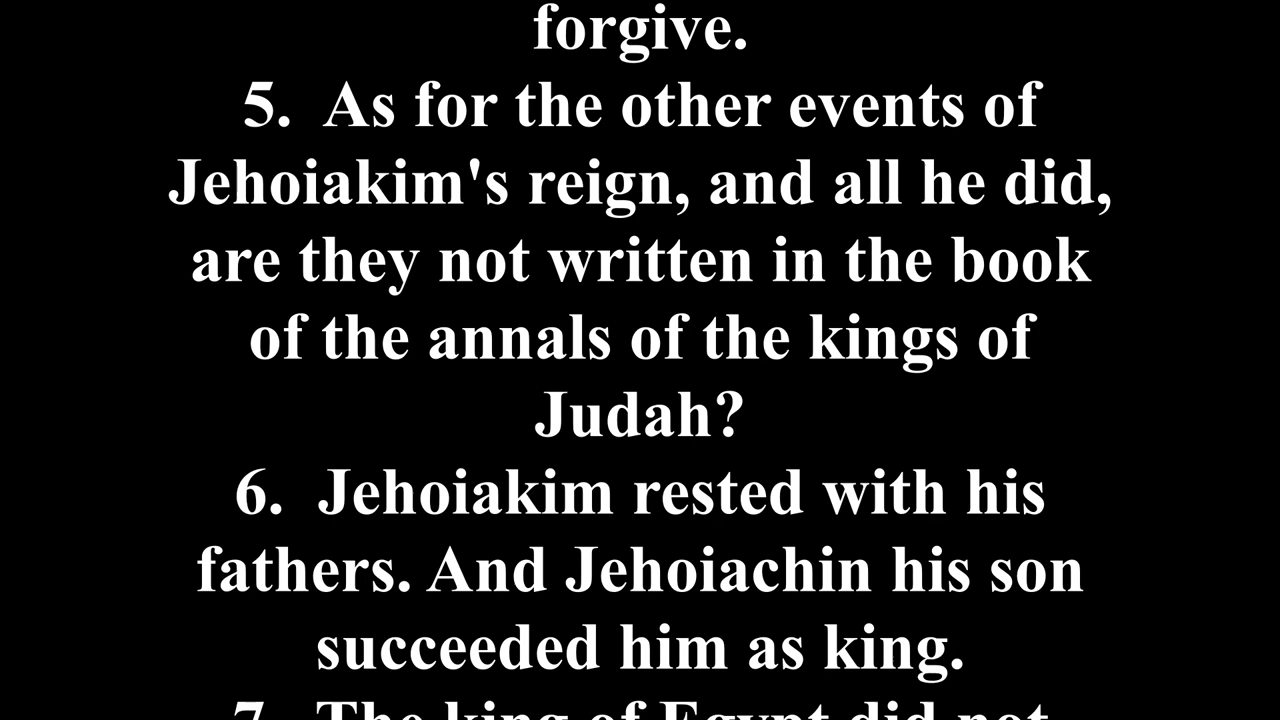 forgive.
5.  As for the other events of
Jehoiakim's reign, and all he did,
are they not written in the book
of the annals of the kings of
Judah?
6.  Jehoiakim rested with his
fathers. And Jehoiachin his son
succeeded him as king.
7.  The king of Egypt did not